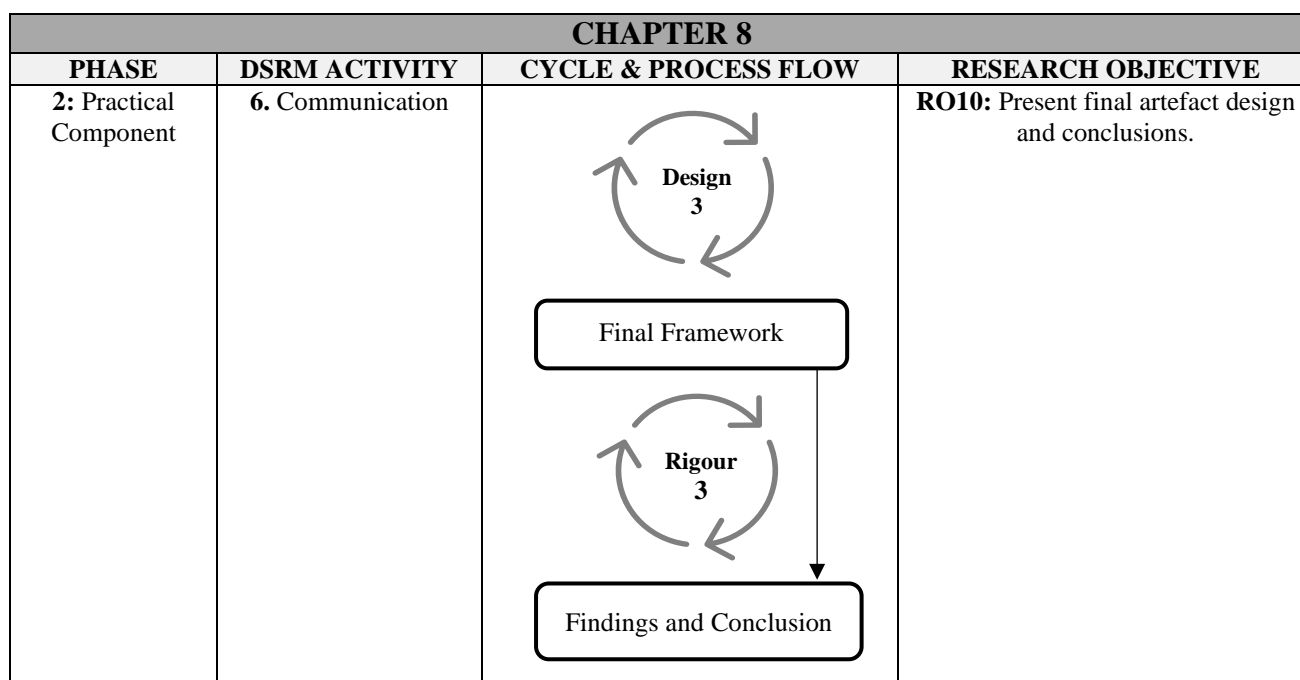 CHAPTER 8
PHASE
DSRM ACTIVITY
CYCLE & PROCESS FLOW
RESEARCH OBJECTIVE
2: Practical
Component
6. Communication
Design
3
Final Framework
Rigour
3
Findings and Conclusion
RO10: Present final artefact design
and conclusions.